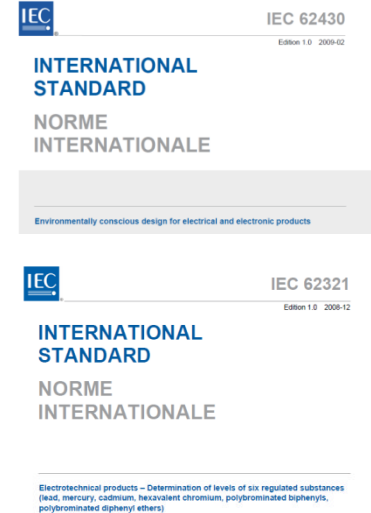 IEC
IEC 62430
Edition 1.0 2009-02
INTERNATIONAL
STANDARD
NORME
INTERNATIONALE
Environmentally conscious design for electrical and electronic products
IEC
IEC 62321
Edition 1.0 2008-12
INTERNATIONAL
STANDARD
NORME
INTERNATIONALE
Electrotechnical products – Determination of levels of six regulated substances
(lead, mercury, cadmium, hexavalent chromium, polybrominated biphenyls,
polybrominated diphenyl ethers)